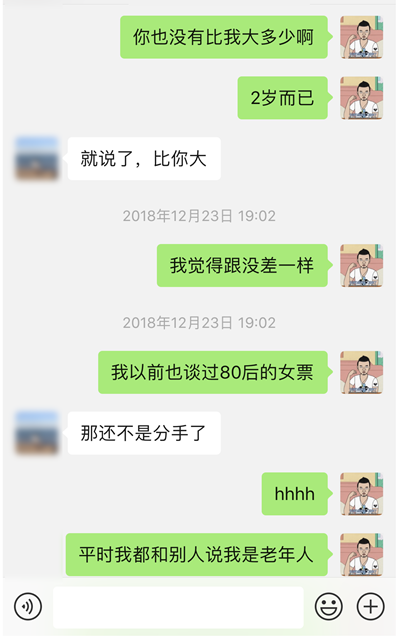 你也没有比我大多少啊
2岁而已
就说了，比你大
2018年12月23日 19:02
我觉得跟没差一样
2018年12月23日 19:02
我以前也谈过80后的女票
那还不是分手了
hhhh
平时我都和别人说我是老年人